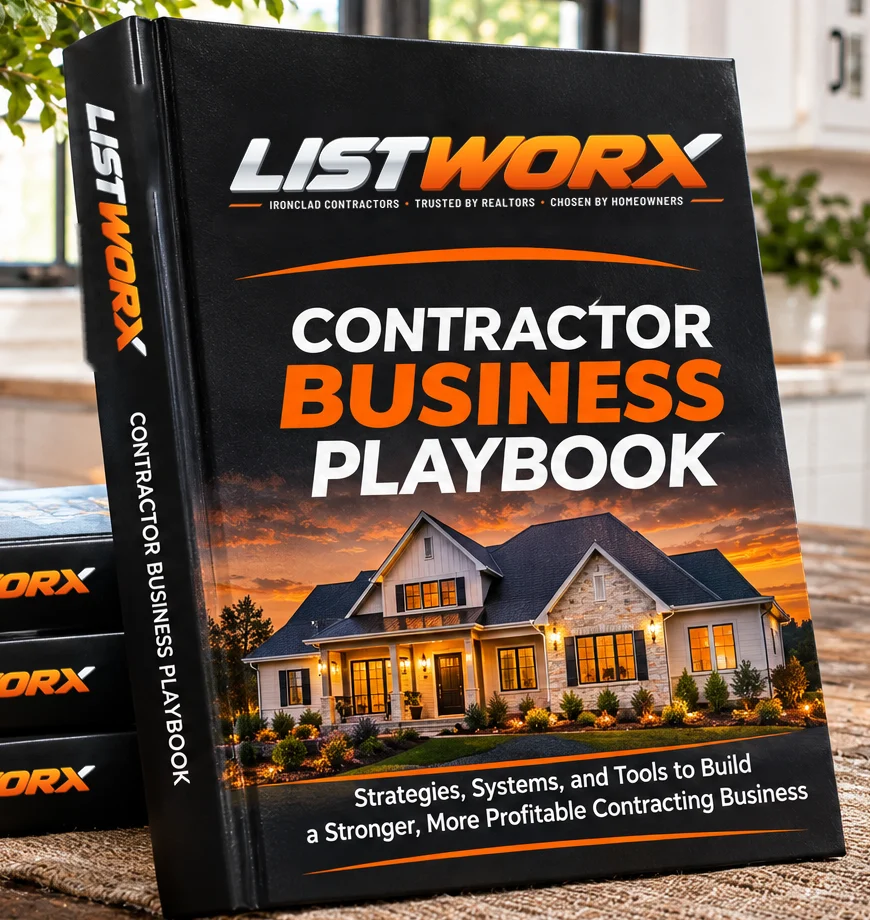 LISTWORX
IRONCLAD CONTRACTORS • TRUSTED BY REALTORS • CHOSEN BY HOMEOWNERS
CONTRACTOR
BUSINESS
PLAYBOOK
Strategies, Systems, and Tools to Build
a Stronger, More Profitable Contracting Business
LISTWORX
CONTRACTOR BUSINESS PLAYBOOK
ORX
ORX
ORX